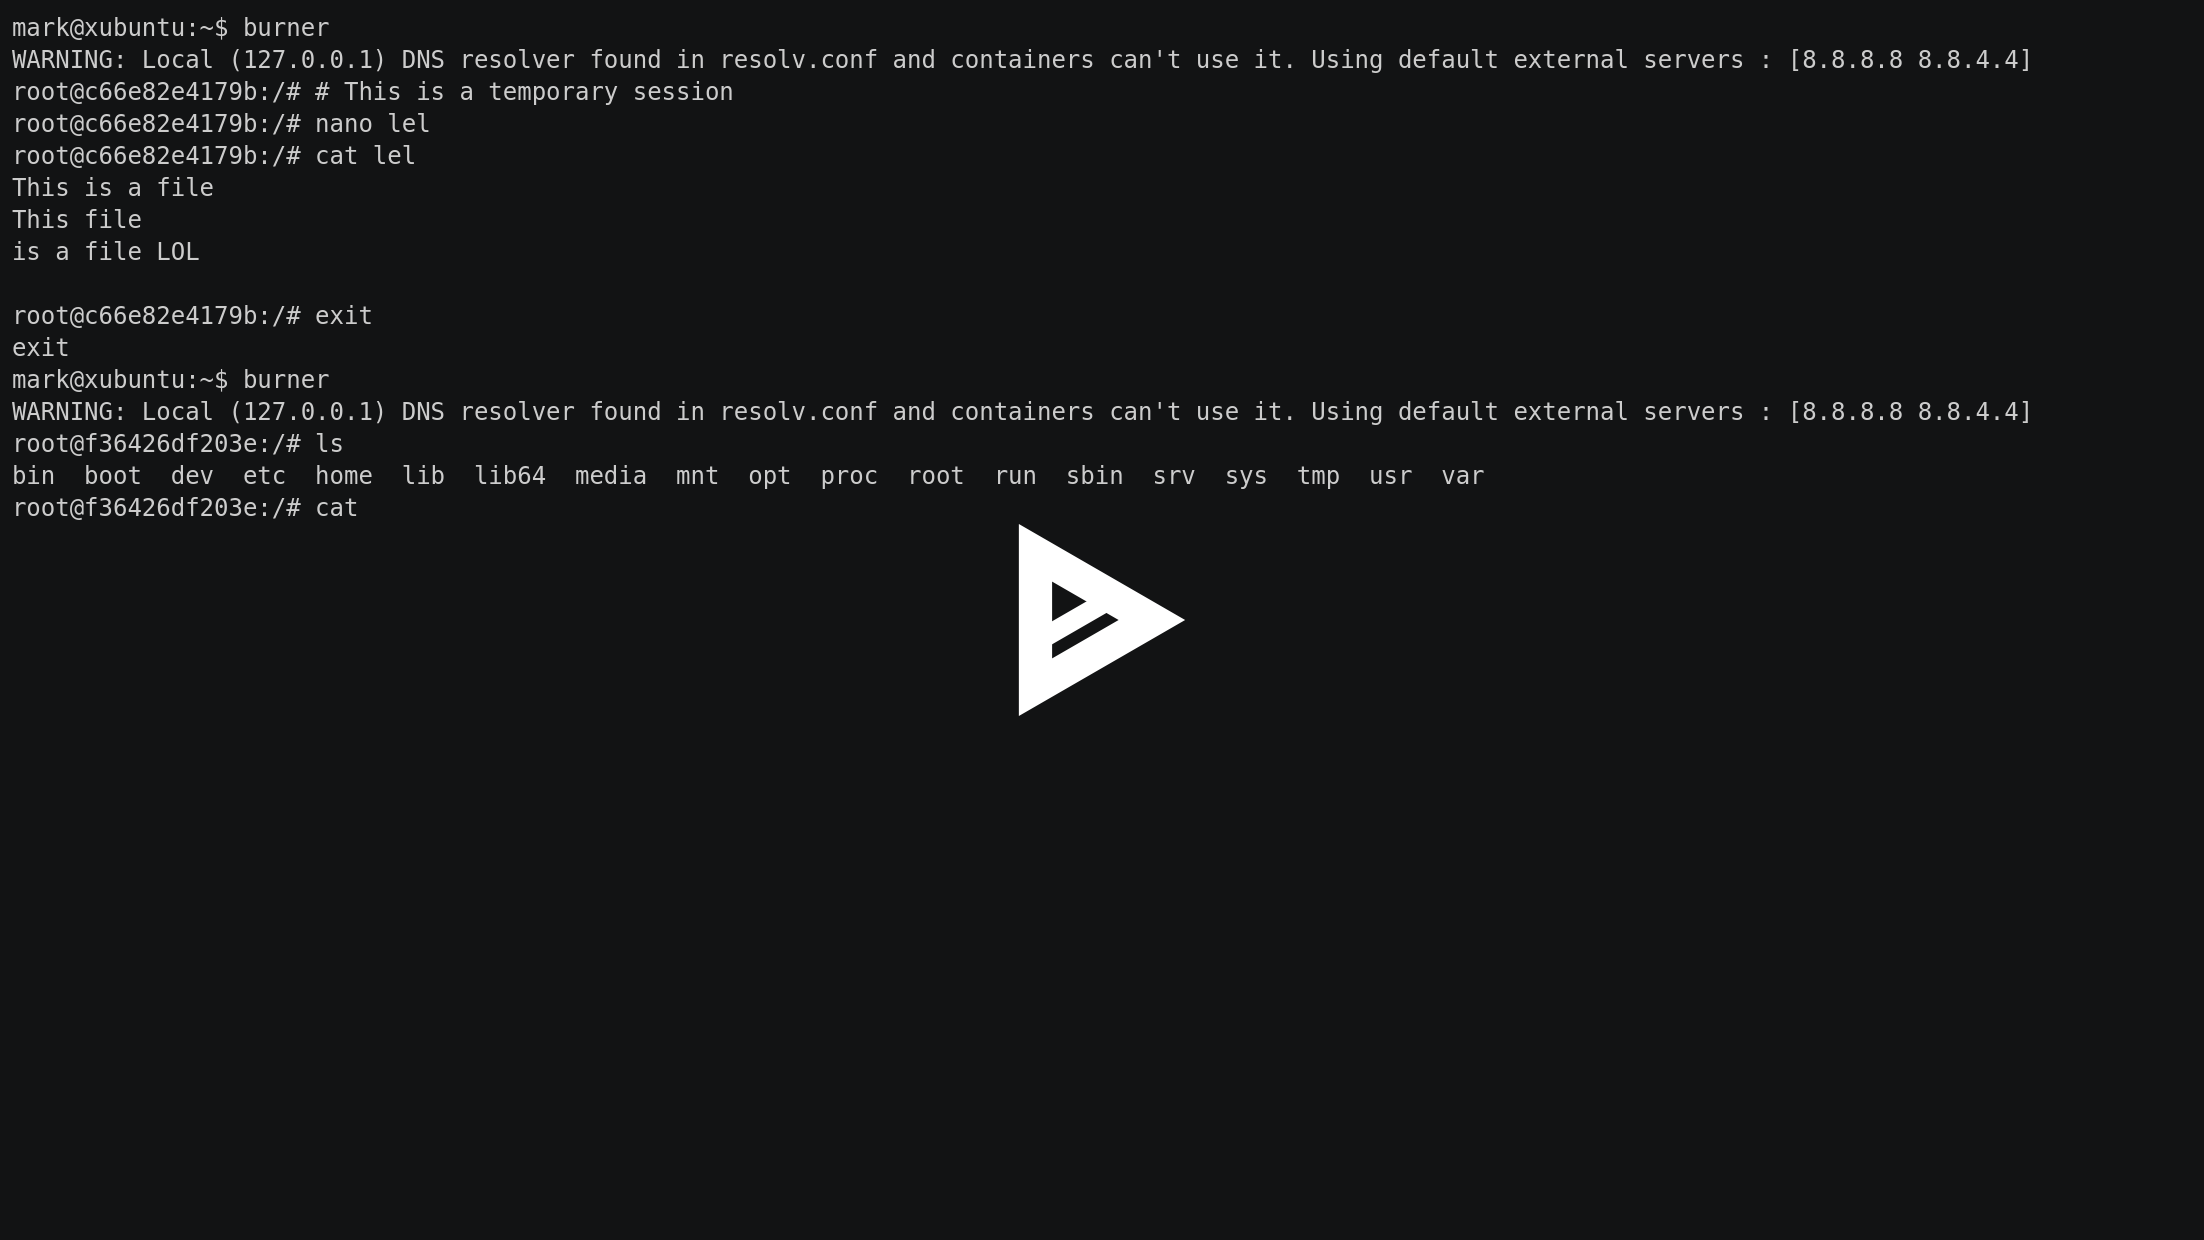 mark@xubuntu:~$ burner
WARNING: Local (127.0.0.1) DNS resolver found in resolv.conf and containers can't use it. Using default external servers : [8.8.8.8 8.8.4.4]
root@c66e82e4179b:/# # This is a temporary session
root@c66e82e4179b:/# nano lel
root@c66e82e4179b:/# cat lel
This is a file
This file
is a file LOL
root@c66e82e4179b:/# exit
exit
mark@xubuntu:~$ burner
WARNING: Local (127.0.0.1) DNS resolver found in resolv.conf and containers can't use it. Using default external servers : [8.8.8.8 8.8.4.4]
root@f36426df203e:/# ls
bin  boot  dev  etc  home  lib  lib64  media  mnt  opt  proc  root  run  sbin  srv  sys  tmp  usr  var
root@f36426df203e:/# cat